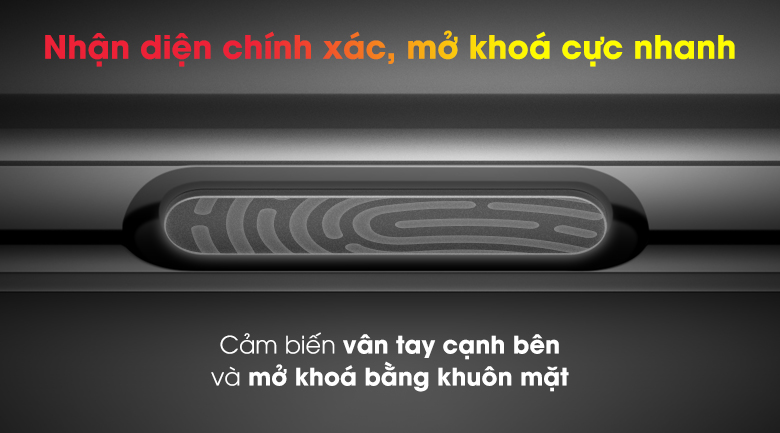 Nhận diện chính xác, mở khoá cực nhanh
Cảm biến vân tay cạnh bên
và mở khoá bằng khuôn mặt